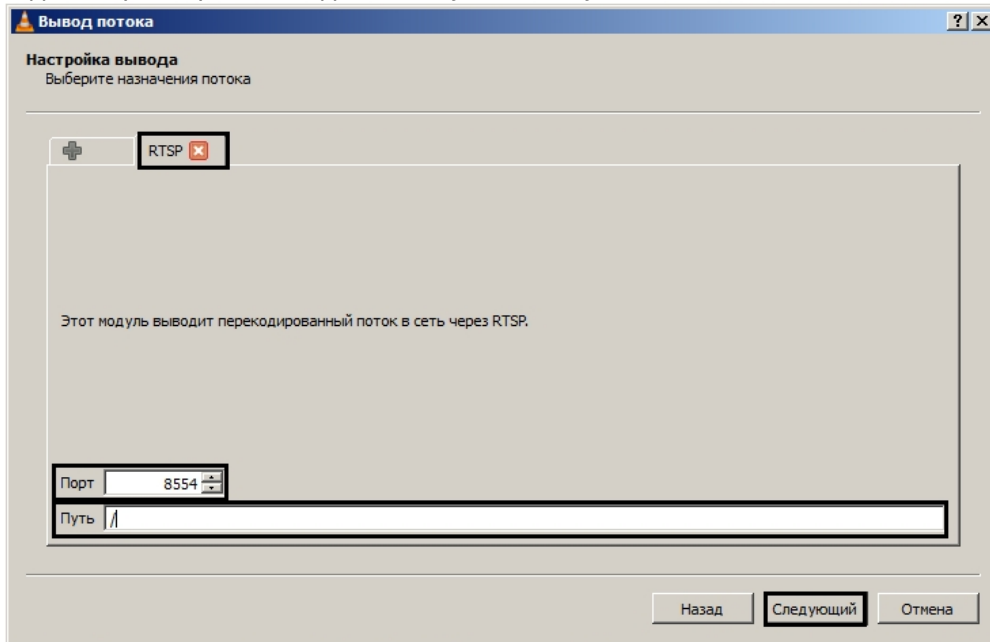 Вывод потока
Настройка вывода
Выберите назначения потока
RTSP
Этот модуль выводит перекодированный поток в сеть через RTSP.
Порт 8554
Путь /
Назад Следующий Отмена